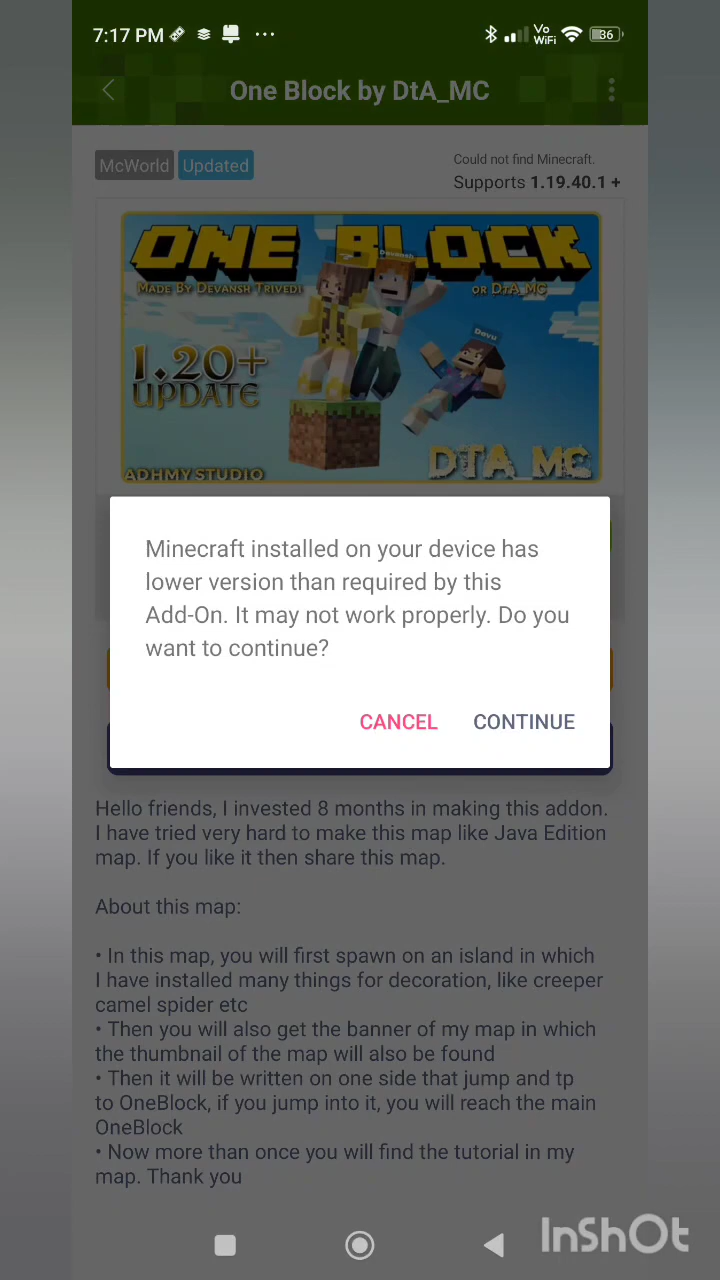 7:17 PM
Vo
WiFi
36
One Block by DtA_MC
McWorld
Updated
Could not find Minecraft.
Supports 1.19.40.1 +
ONE BLOCK
Devansh
MADE BY DEVANSH TRIVEDI
OR DTA_MC
Devu
1.20+
UPDATE
ADHMY STUDIO
DTA_MC
Minecraft installed on your device has
lower version than required by this
Add-On. It may not work properly. Do you
want to continue?
CANCEL
CONTINUE
Hello friends, I invested 8 months in making this addon.
I have tried very hard to make this map like Java Edition
map. If you like it then share this map.
About this map:
• In this map, you will first spawn on an island in which
I have installed many things for decoration, like creeper
camel spider etc
• Then you will also get the banner of my map in which
the thumbnail of the map will also be found
• Then it will be written on one side that jump and tp
to OneBlock, if you jump into it, you will reach the main
OneBlock
• Now more than once you will find the tutorial in my
map. Thank you
InShOt